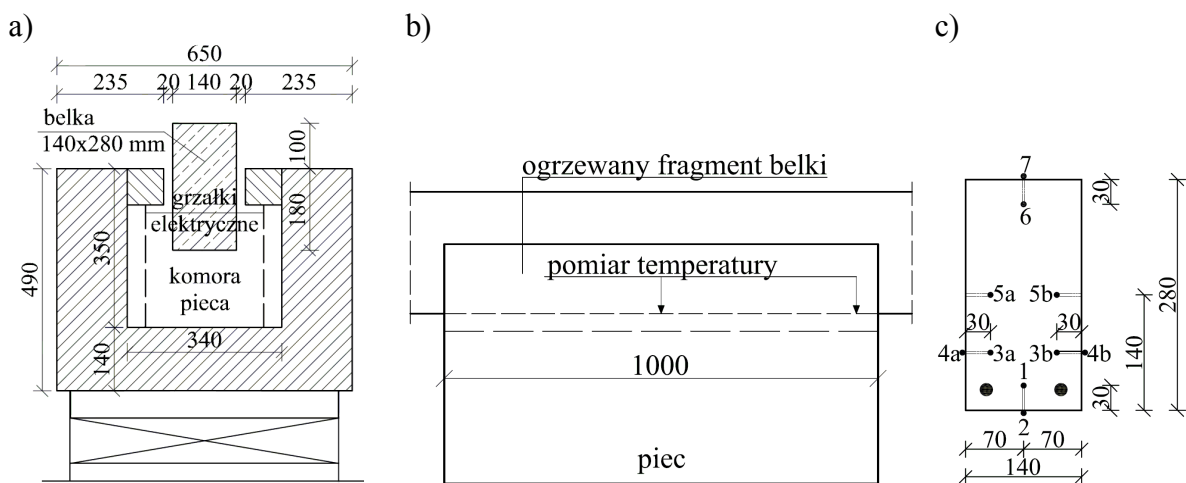 a)
650
235 20 140 20 235
belka
140x280 mm
100
180
grzałki
elektryczne
komora
pieca
350
490
140
340
b)
ogrzewany fragment belki
pomiar temperatury
1000
piec
c)
7
30
6
5a 5b
30 30
4a 3a 3b 4b
1
30
2
140
280
70 70
140